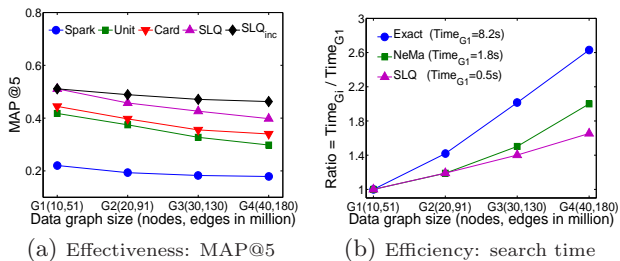 Spark Unit Card SLQ SLQinc
MAP@5
0.8
0.6
0.4
0.2
G1(10,51) G2(20,91) G3(30,130) G4(40,180)
Data graph size (nodes, edges in million)
(a) Effectiveness: MAP@5
Exact (TimeG1=8.2s)
NeMa (TimeG1=1.8s)
SLQ (TimeG1=0.5s)
Ratio = TimeGi / TimeG1
3
2.6
2.2
1.8
1.4
1
G1(10,51) G2(20,91) G3(30,130) G4(40,180)
Data graph size (nodes, edges in million)
(b) Efficiency: search time